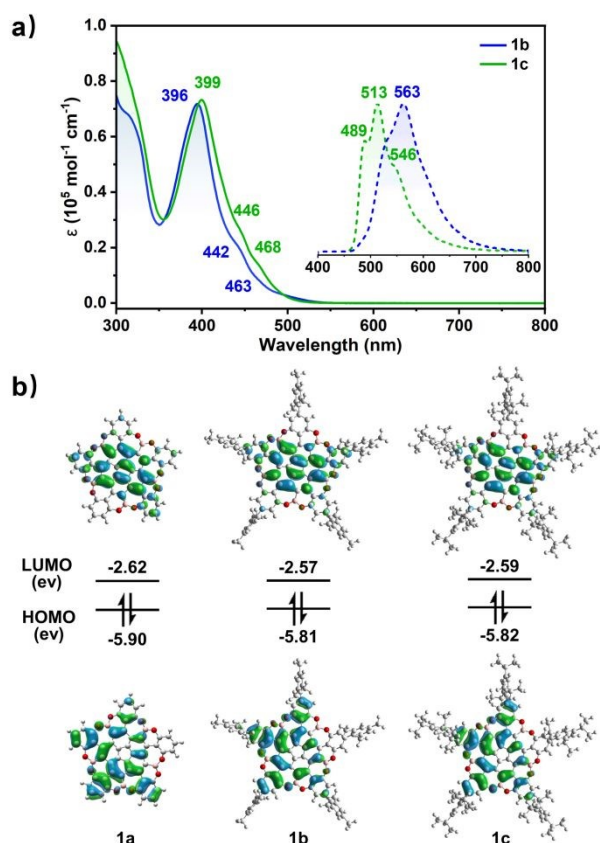 a)
1.0
0.8
0.6
0.4
0.2
0.0
ε (10⁵ mol⁻¹ cm⁻¹)
300 400 500 600 700 800
Wavelength (nm)
1b
1c
396
399
446
468
442
463
489
513
546
563
400 500 600 700 800
b)
LUMO
(ev)
-2.62
-2.57
-2.59
HOMO
(ev)
-5.90
-5.81
-5.82
1a 1b 1c